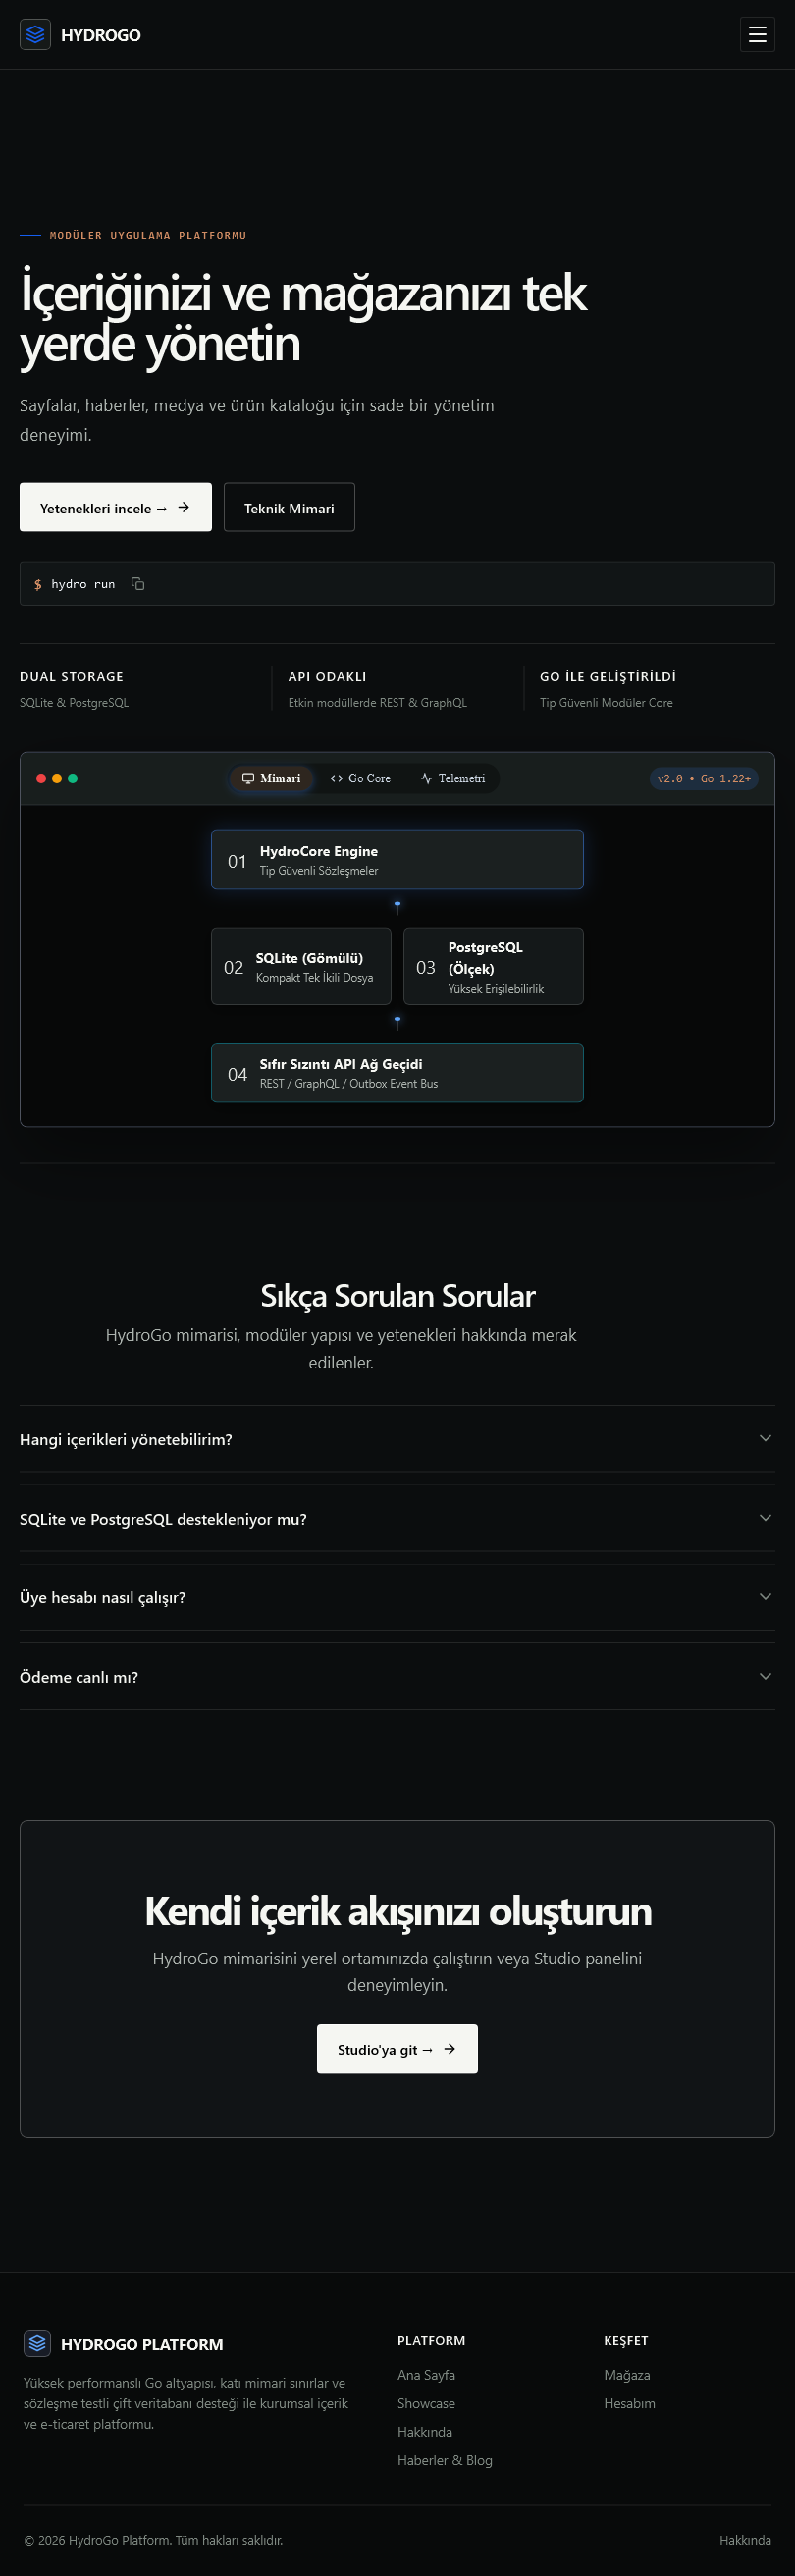 HYDROGO
MODÜLER UYGULAMA PLATFORMU
İçeriğinizi ve mağazanızı tek
yerde yönetin
Sayfalar, haberler, medya ve ürün kataloğu için sade bir yönetim
deneyimi.
Yetenekleri incele → →
Teknik Mimari
$ hydro run
DUAL STORAGE
SQLite & PostgreSQL
API ODAKLI
Etkin modüllerde REST & GraphQL
GO İLE GELİŞTİRİLDİ
Tip Güvenli Modüler Core
Mimari
Go Core
Telemetri
v2.0 • Go 1.22+
01
HydroCore Engine
Tip Güvenli Sözleşmeler
02
SQLite (Gömülü)
Kompakt Tek İkili Dosya
03
PostgreSQL
(Ölçek)
Yüksek Erişilebilirlik
04
Sıfır Sızıntı API Ağ Geçidi
REST / GraphQL / Outbox Event Bus
Sıkça Sorulan Sorular
HydroGo mimarisi, modüler yapısı ve yetenekleri hakkında merak
edilenler.
Hangi içerikleri yönetebilirim?
SQLite ve PostgreSQL destekleniyor mu?
Üye hesabı nasıl çalışır?
Ödeme canlı mı?
Kendi içerik akışınızı oluşturun
HydroGo mimarisini yerel ortamınızda çalıştırın veya Studio panelini
deneyimleyin.
Studio'ya git → →
HYDROGO PLATFORM
Yüksek performanslı Go altyapısı, katı mimari sınırlar ve
sözleşme testli çift veritabanı desteği ile kurumsal içerik
ve e-ticaret platformu.
PLATFORM
Ana Sayfa
Showcase
Hakkında
Haberler & Blog
KEŞFET
Mağaza
Hesabım
© 2026 HydroGo Platform. Tüm hakları saklıdır.
Hakkında